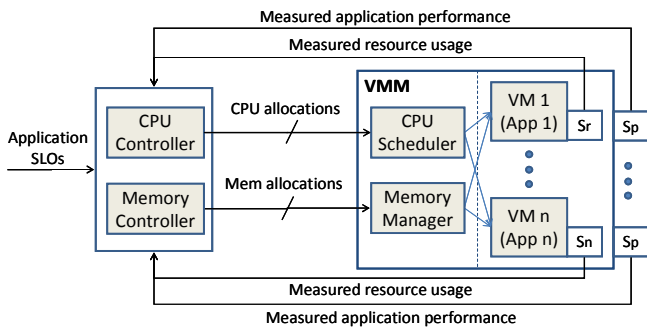 Measured application performance
Measured resource usage
VMM
VM 1
(App 1)
Sr
Sp
CPU allocations
CPU
Controller
CPU
Scheduler
Application
SLOs
Mem allocations
Memory
Controller
Memory
Manager
VM n
(App n)
Sn
Sp
Measured resource usage
Measured application performance